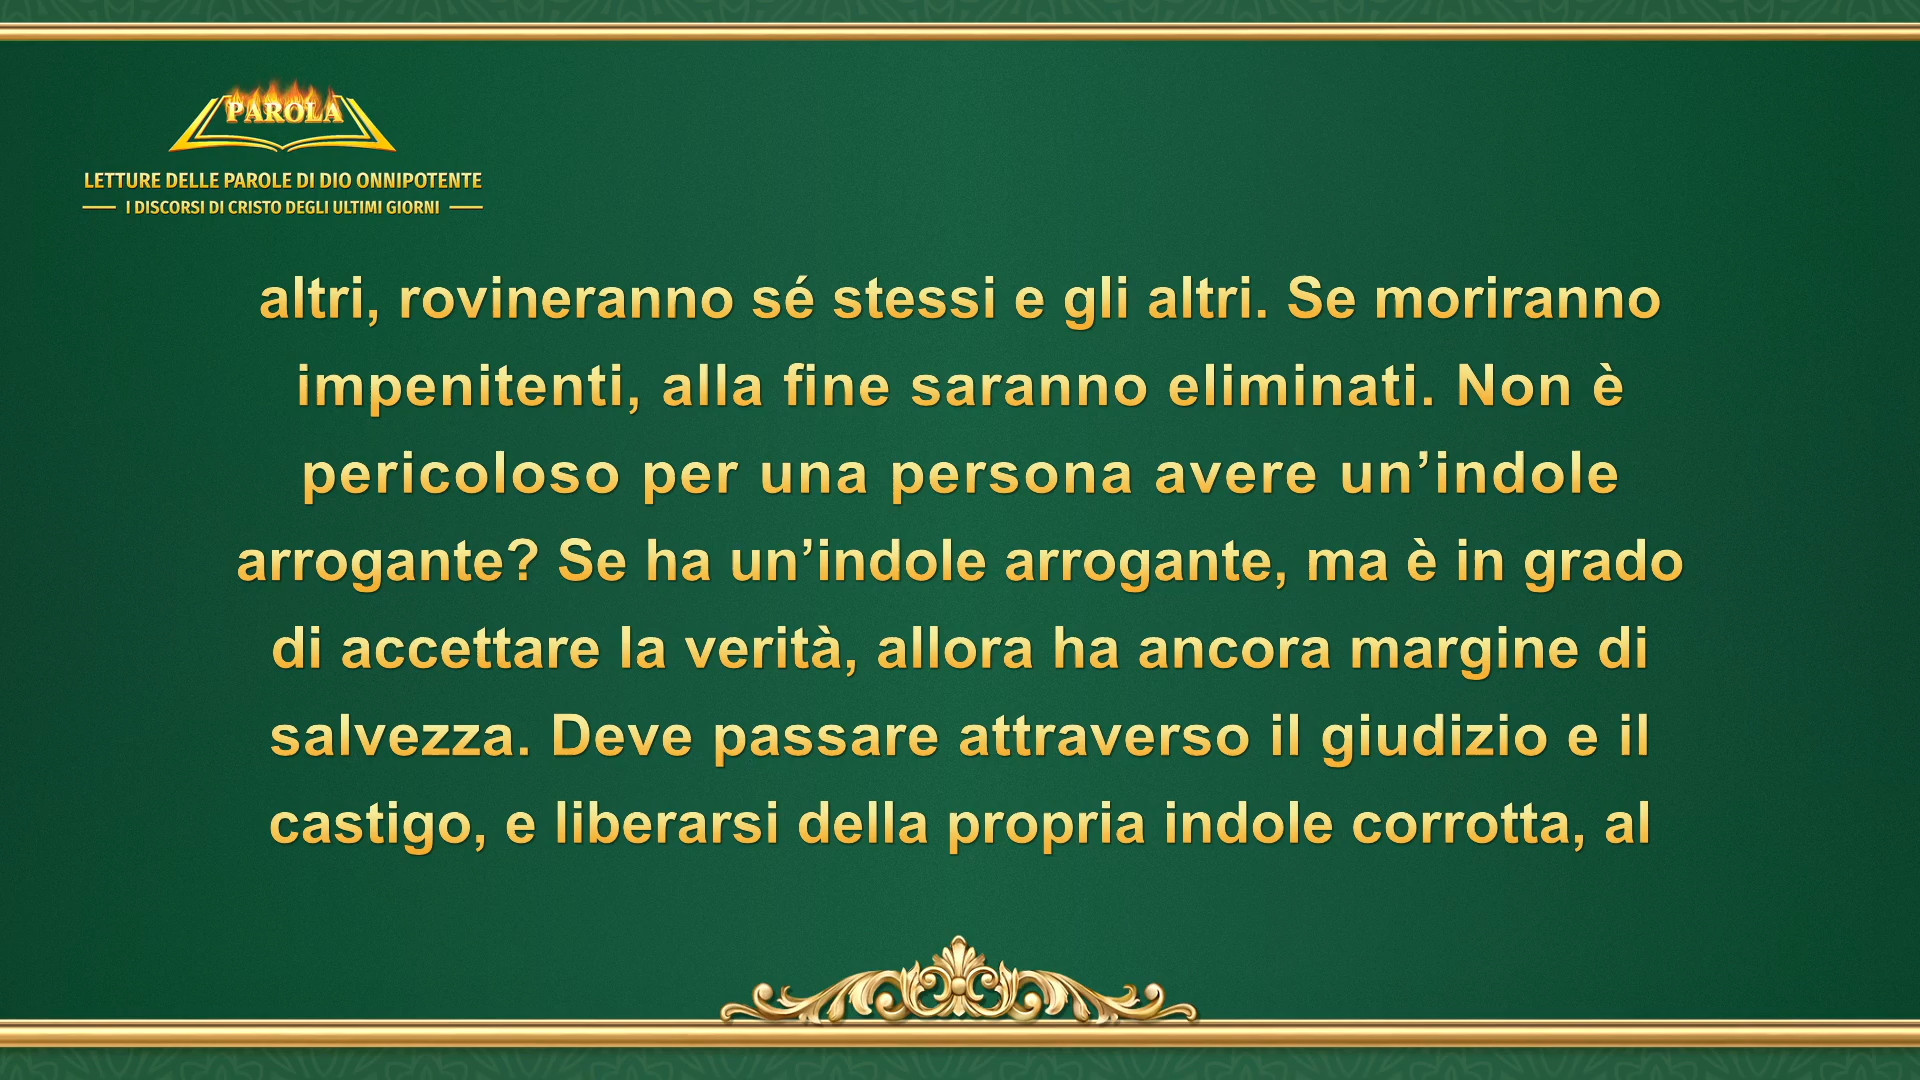 PAROLA
LETTURE DELLE PAROLE DI DIO ONNIPOTENTE
I DISCORSI DI CRISTO DEGLI ULTIMI GIORNI
altri, rovineranno sé stessi e gli altri. Se moriranno
impenitenti, alla fine saranno eliminati. Non è
pericoloso per una persona avere un’indole
arrogante? Se ha un’indole arrogante, ma è in grado
di accettare la verità, allora ha ancora margine di
salvezza. Deve passare attraverso il giudizio e il
castigo, e liberarsi della propria indole corrotta, al